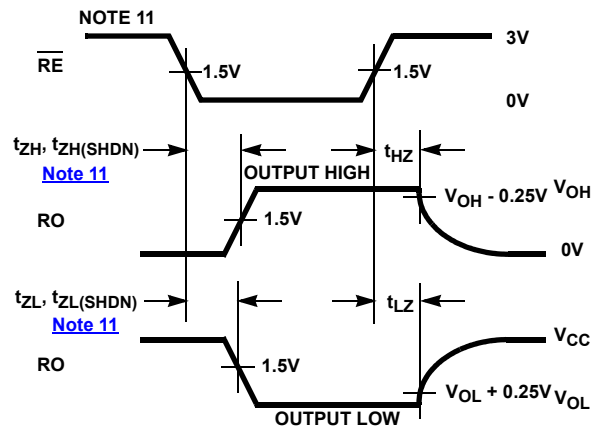 NOTE 11
RE
1.5V
1.5V
3V
0V
tZH, tZH(SHDN)
Note 11
OUTPUT HIGH
tHZ
RO
1.5V
VOH - 0.25V
VOH
0V
tZL, tZL(SHDN)
Note 11
tLZ
RO
1.5V
VCC
VOL + 0.25V
VOL
OUTPUT LOW